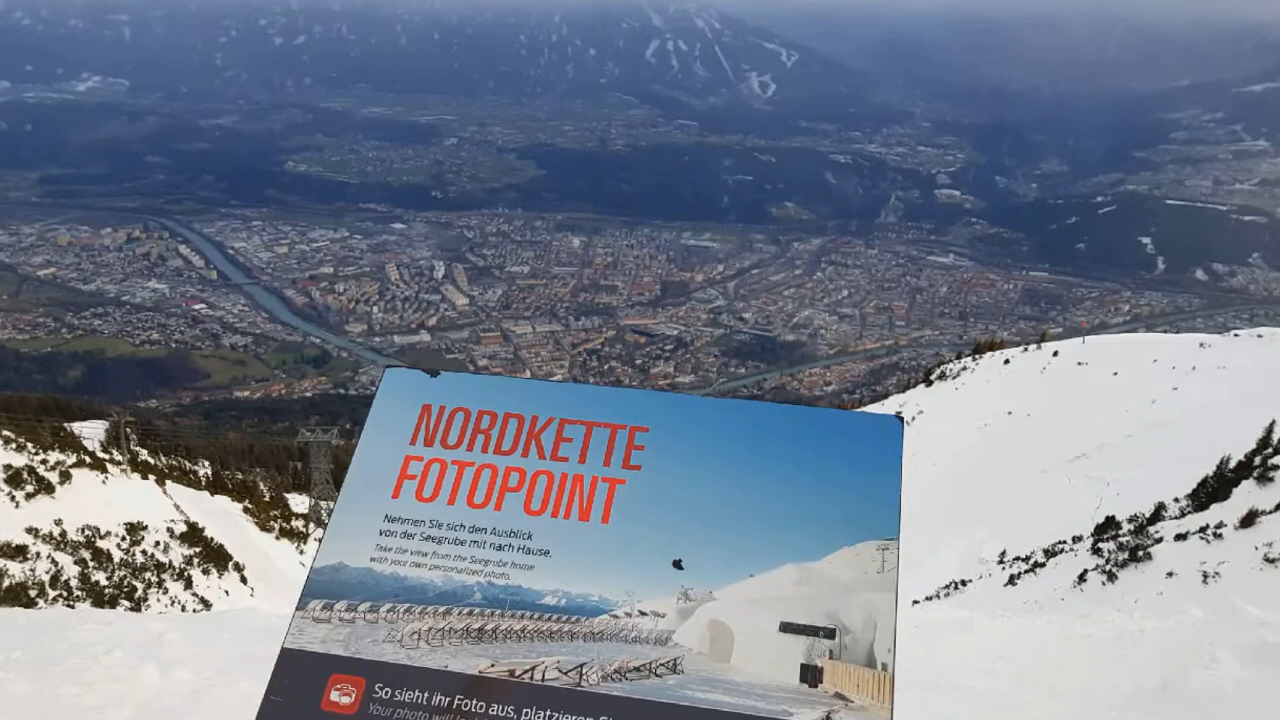 NORDKETTE
FOTOPOINT
Nehmen Sie sich den Ausblick
von der Seegrube mit nach Hause.
Take the view from the Seegrube home
with your own personalized photo.
So sieht ihr Foto aus, platzieren
Your photo will